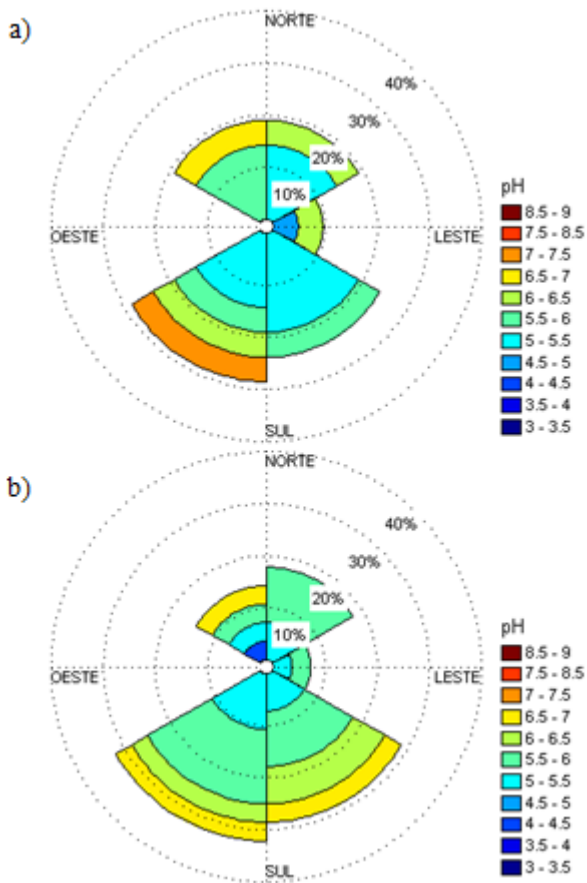 a)
NORTE
40%
30%
20%
10%
OESTE
LESTE
SUL
pH
8.5 - 9
7.5 - 8.5
7 - 7.5
6.5 - 7
6 - 6.5
5.5 - 6
5 - 5.5
4.5 - 5
4 - 4.5
3.5 - 4
3 - 3.5
b)
NORTE
40%
30%
20%
10%
OESTE
LESTE
SUL
pH
8.5 - 9
7.5 - 8.5
7 - 7.5
6.5 - 7
6 - 6.5
5.5 - 6
5 - 5.5
4.5 - 5
4 - 4.5
3.5 - 4
3 - 3.5